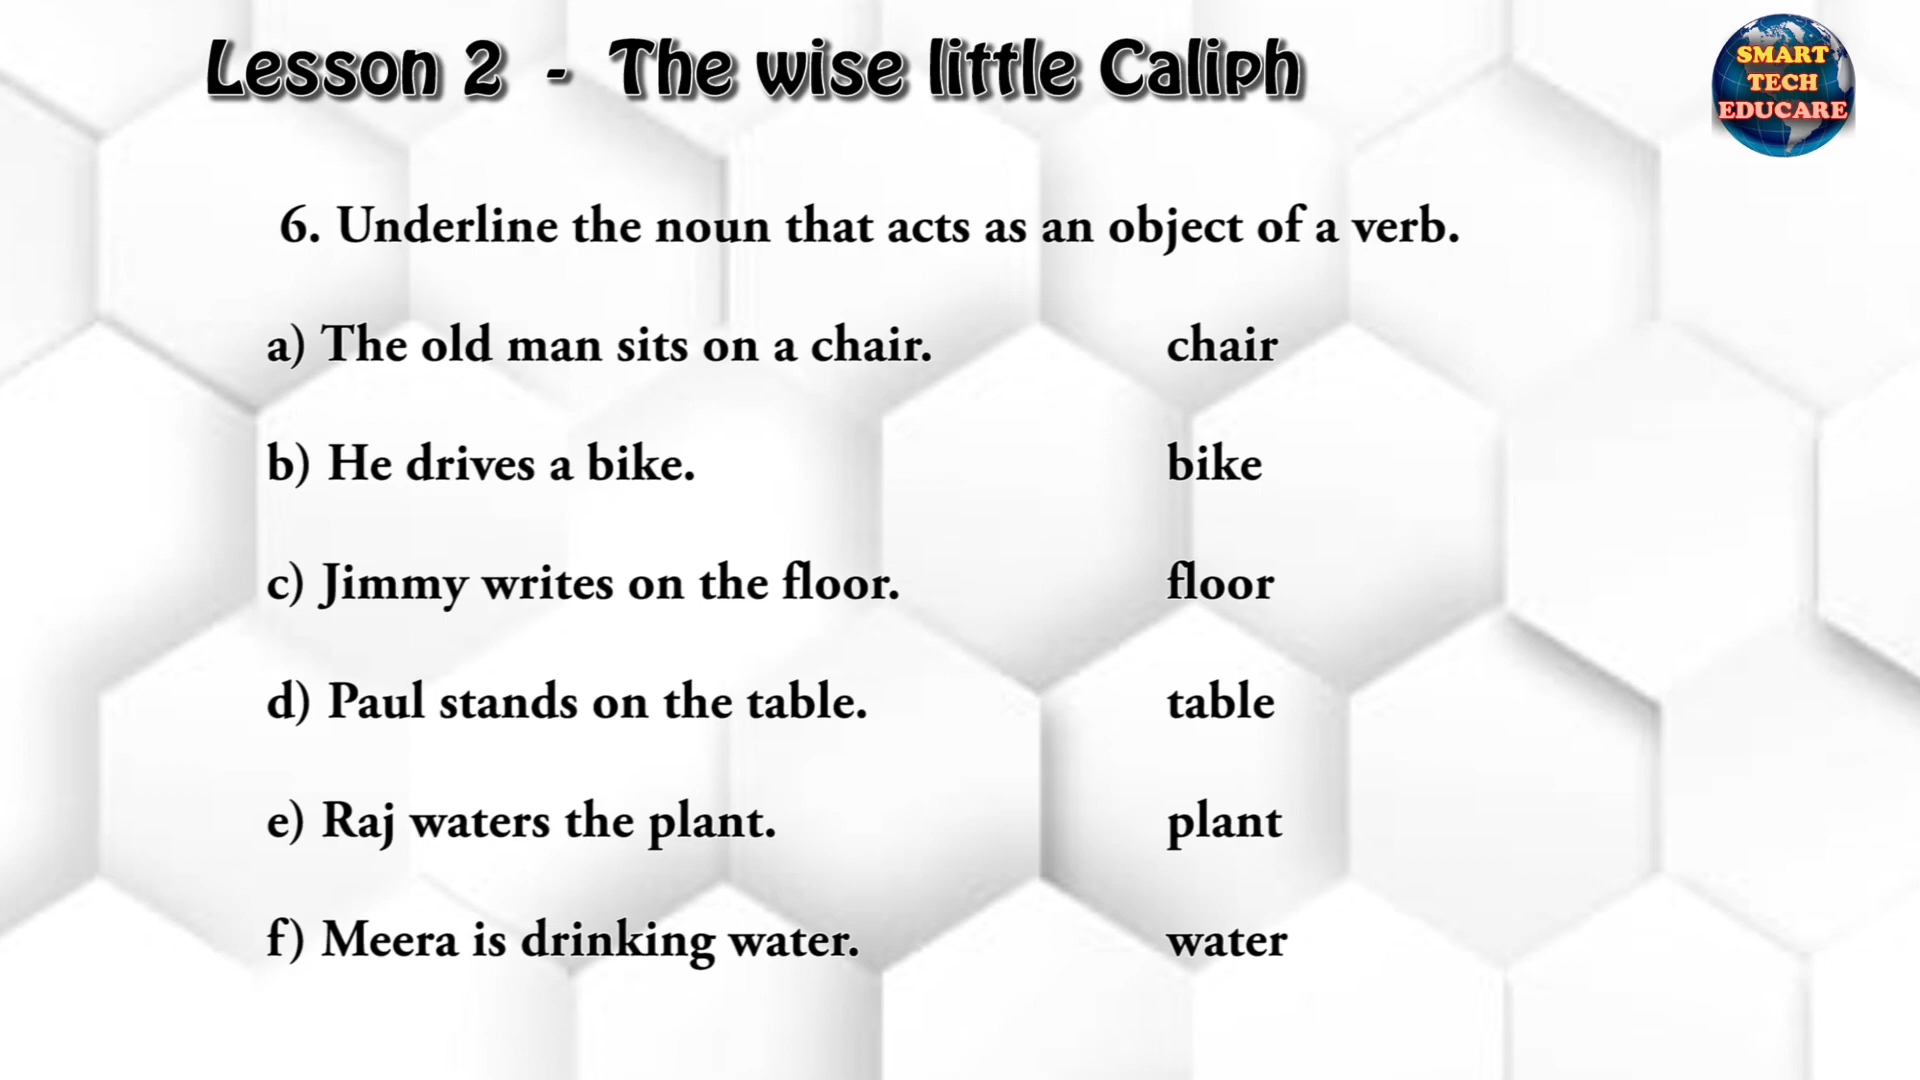 Lesson 2 - The wise little Caliph
SMART
TECH
EDUCARE
6. Underline the noun that acts as an object of a verb.
a) The old man sits on a chair. chair
b) He drives a bike. bike
c) Jimmy writes on the floor. floor
d) Paul stands on the table. table
e) Raj waters the plant. plant
f) Meera is drinking water. water